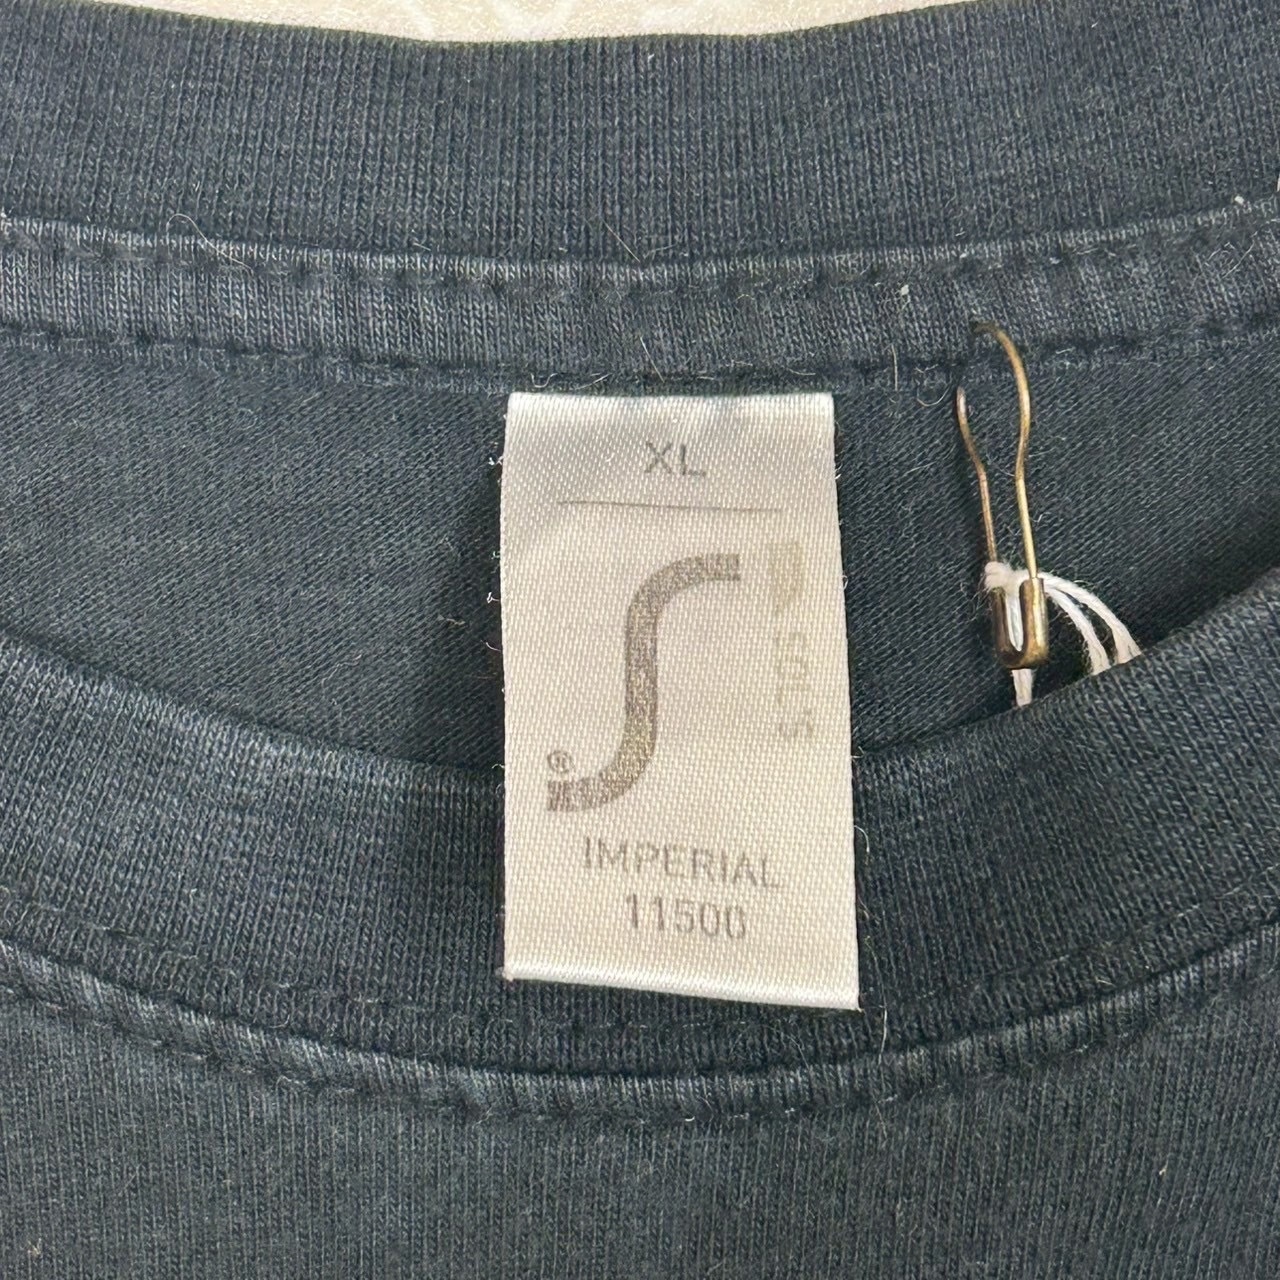 XL
SOL'S
®
IMPERIAL
11500